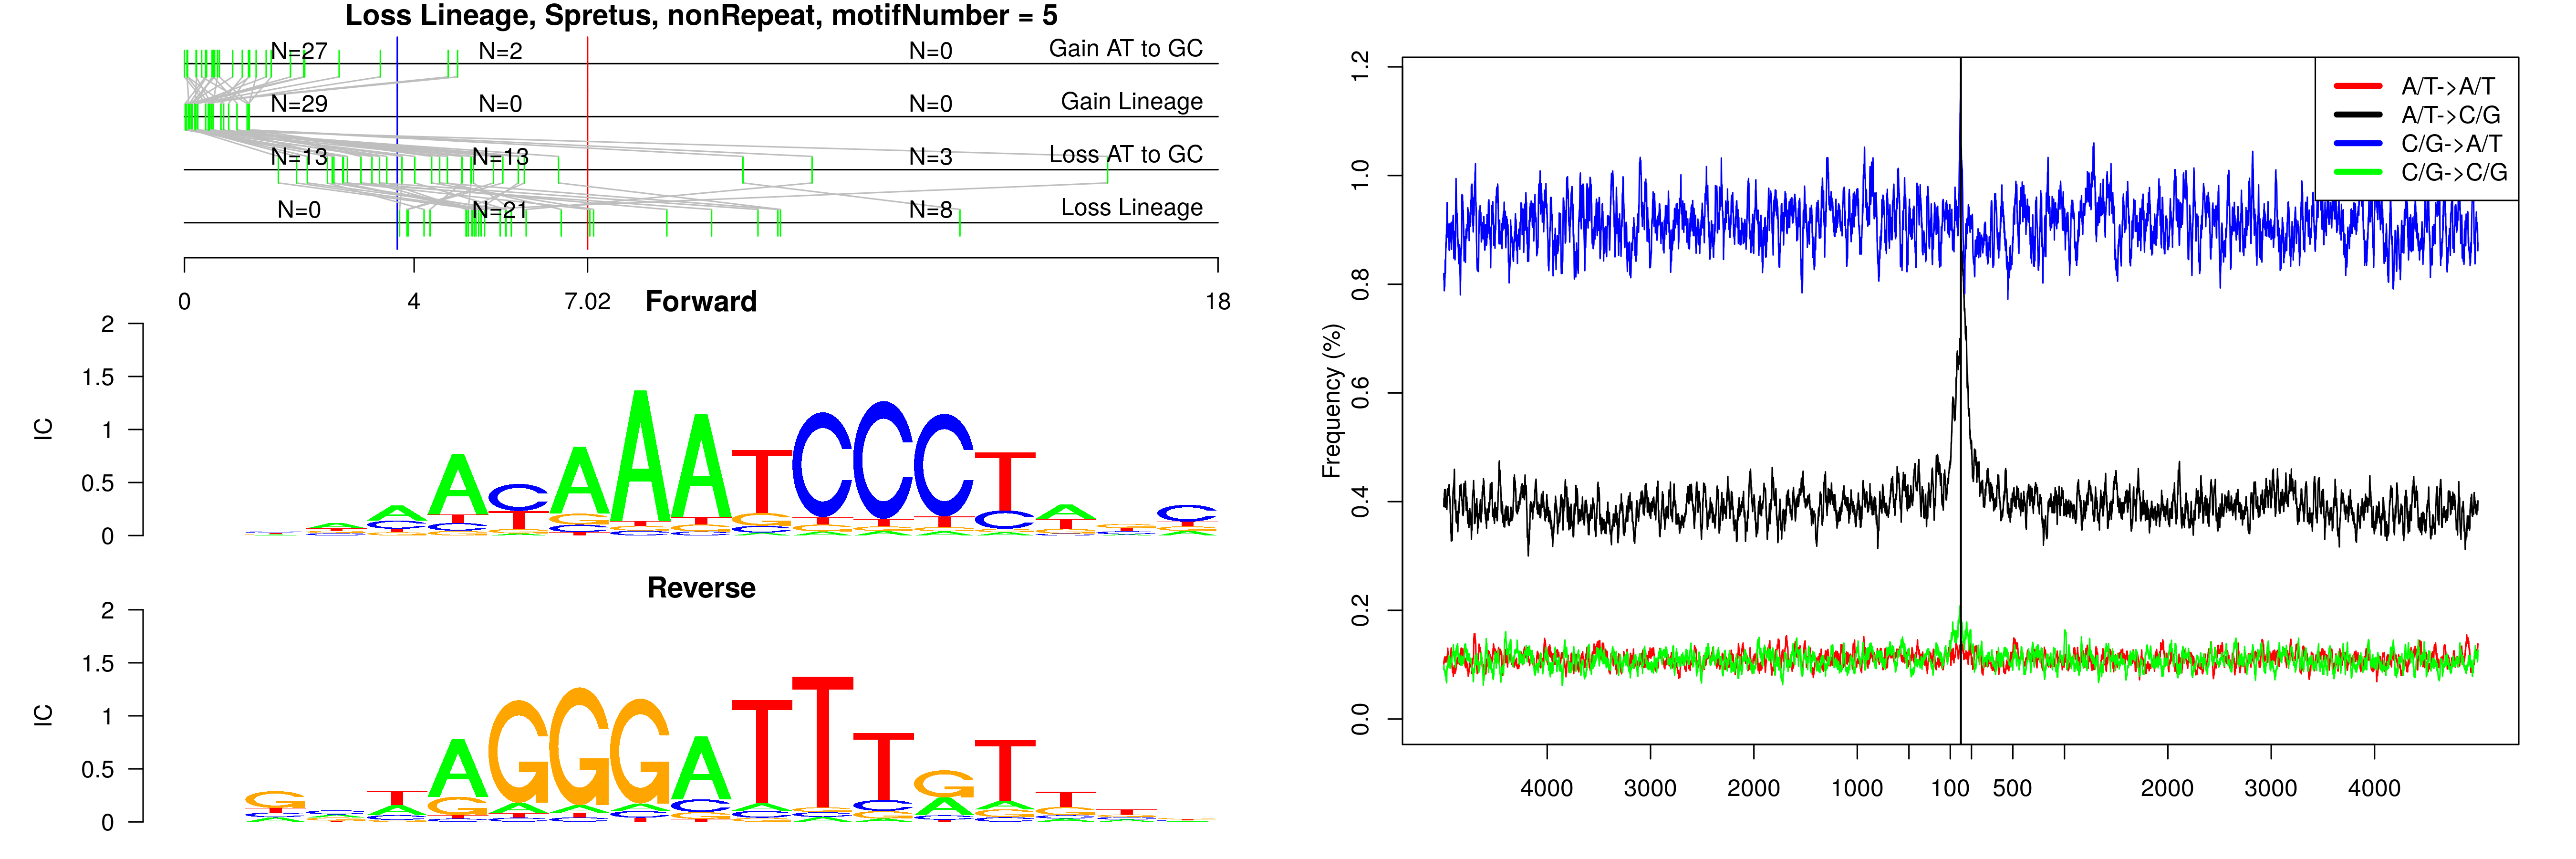 Loss Lineage, Spretus, nonRepeat, motifNumber = 5
N=27 N=2 N=0 Gain AT to GC
N=29 N=0 N=0 Gain Lineage
N=13 N=13 N=3 Loss AT to GC
N=0 N=21 N=8 Loss Lineage
0 4 7.02 18
Forward
2
1.5
1
0.5
0
IC
Reverse
2
1.5
1
0.5
0
IC
1.2
1.0
0.8
0.6
0.4
0.2
0.0
Frequency (%)
A/T->A/T
A/T->C/G
C/G->A/T
C/G->C/G
4000 3000 2000 1000 100 500 2000 3000 4000